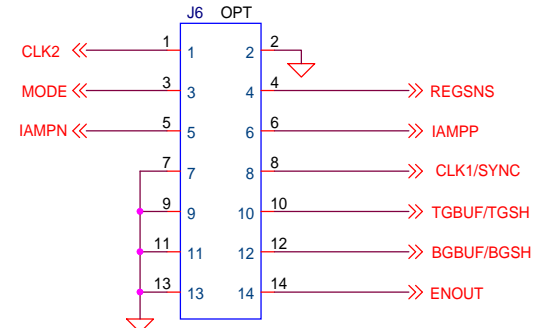 J6 OPT
CLK2 1 1 2 2
MODE 3 3 4 4 REGSNS
IAMPN 5 5 6 6 IAMPP
7 7 8 8 CLK1/SYNC
9 9 10 10 TGBUF/TGSH
11 11 12 12 BGBUF/BGSH
13 13 14 14 ENOUT